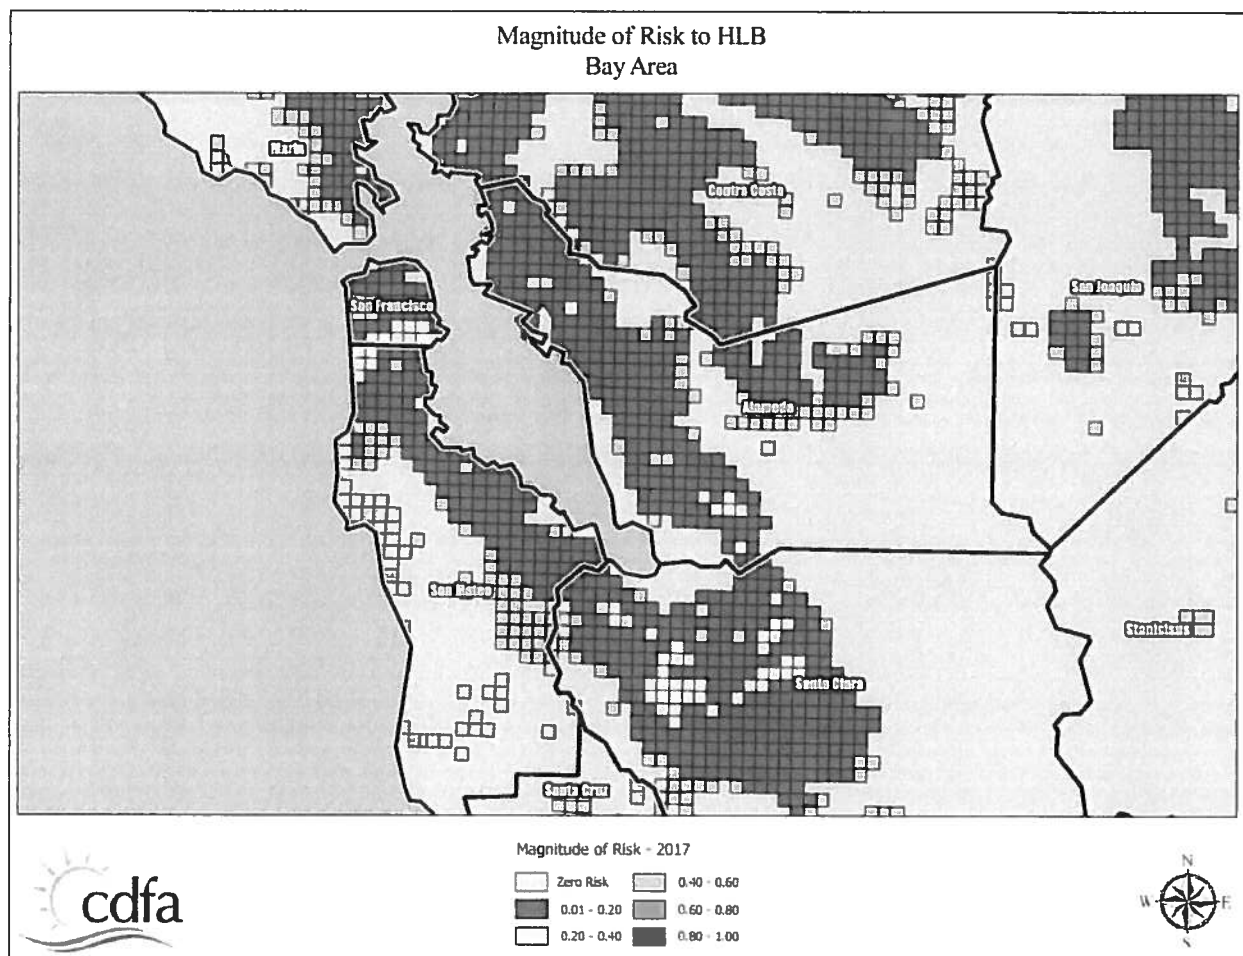 Magnitude of Risk to HLB
Bay Area
Marin
Contra Costa
San Francisco
San Joaquin
Alameda
San Mateo
Stanislaus
Santa Clara
Santa Cruz
Magnitude of Risk - 2017
Zero Risk
0.40 - 0.60
0.01 - 0.20
0.60 - 0.80
0.20 - 0.40
0.80 - 1.00
cdfa
N
W
E
S